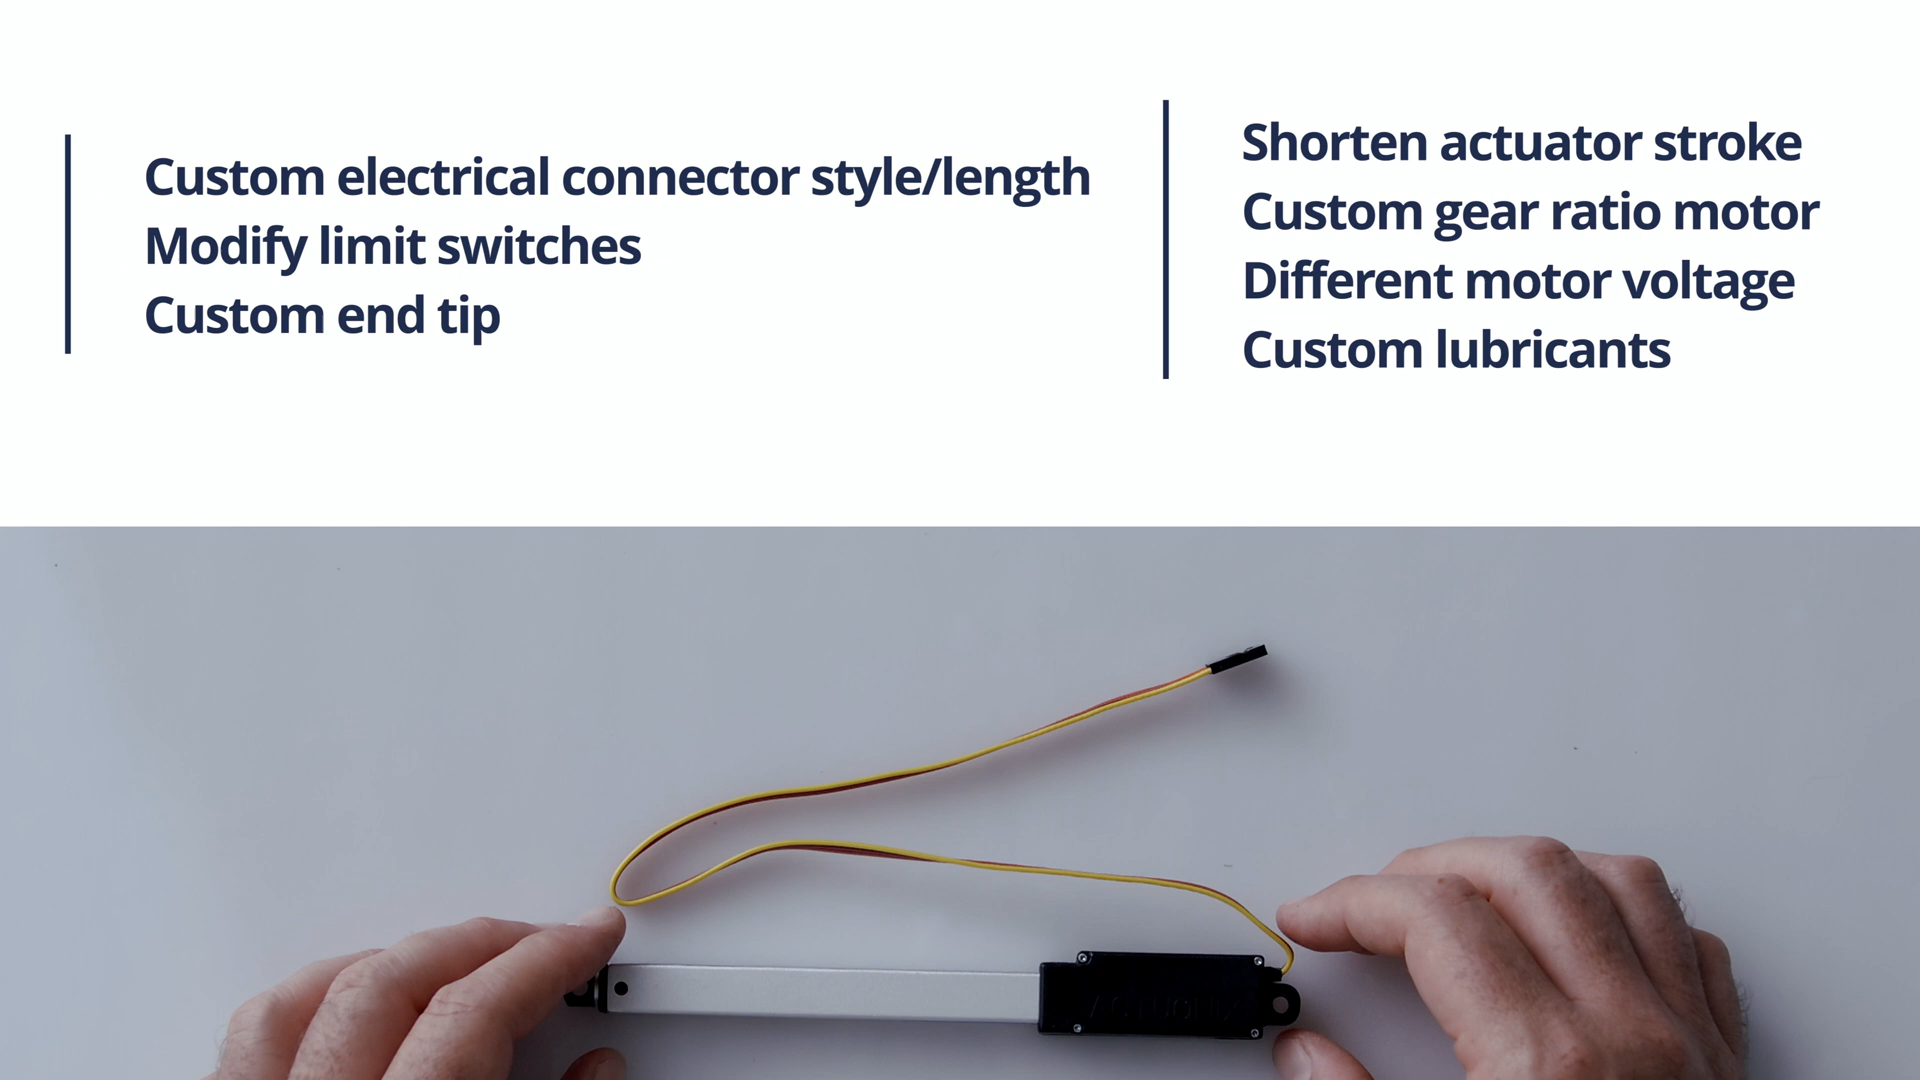 Custom electrical connector style/length
Modify limit switches
Custom end tip
Shorten actuator stroke
Custom gear ratio motor
Different motor voltage
Custom lubricants
ACTUONIX